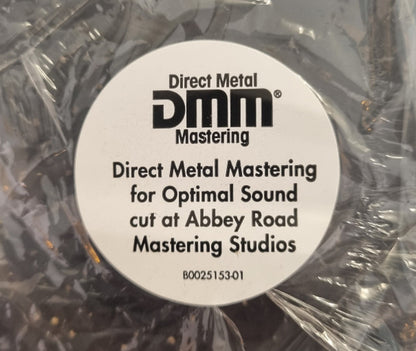 Direct Metal
DMM®
Mastering
Direct Metal Mastering
for Optimal Sound
cut at Abbey Road
Mastering Studios
B0025153-01